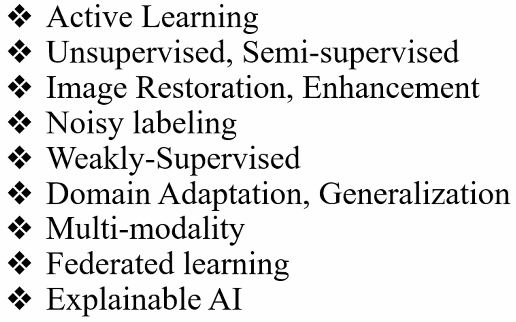 ❖ Active Learning
❖ Unsupervised, Semi-supervised
❖ Image Restoration, Enhancement
❖ Noisy labeling
❖ Weakly-Supervised
❖ Domain Adaptation, Generalization
❖ Multi-modality
❖ Federated learning
❖ Explainable AI